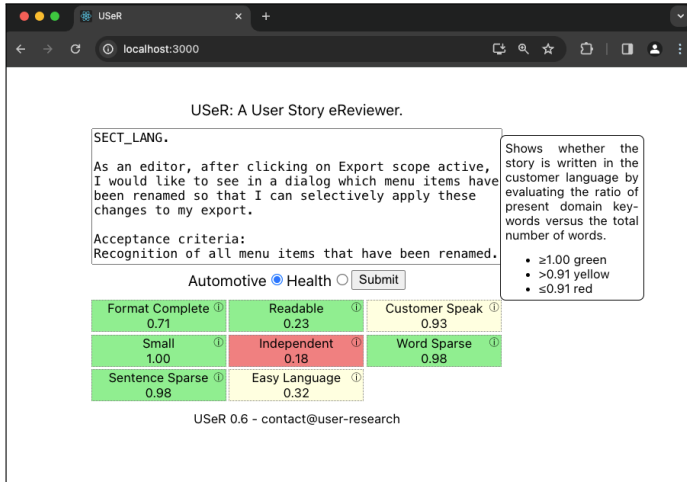 USeR
localhost:3000
USeR: A User Story eReviewer.
SECT_LANG.
As an editor, after clicking on Export scope active,
I would like to see in a dialog which menu items have
been renamed so that I can selectively apply these
changes to my export.
Acceptance criteria:
Recognition of all menu items that have been renamed.
Shows whether the
story is written in the
customer language by
evaluating the ratio of
present domain key-
words versus the total
number of words.
• ≥1.00 green
• >0.91 yellow
• ≤0.91 red
Automotive Health Submit
Format Complete ⓘ Readable ⓘ Customer Speak ⓘ
0.71 0.23 0.93
Small ⓘ Independent ⓘ Word Sparse ⓘ
1.00 0.18 0.98
Sentence Sparse ⓘ Easy Language ⓘ
0.98 0.32
USeR 0.6 - contact@user-research